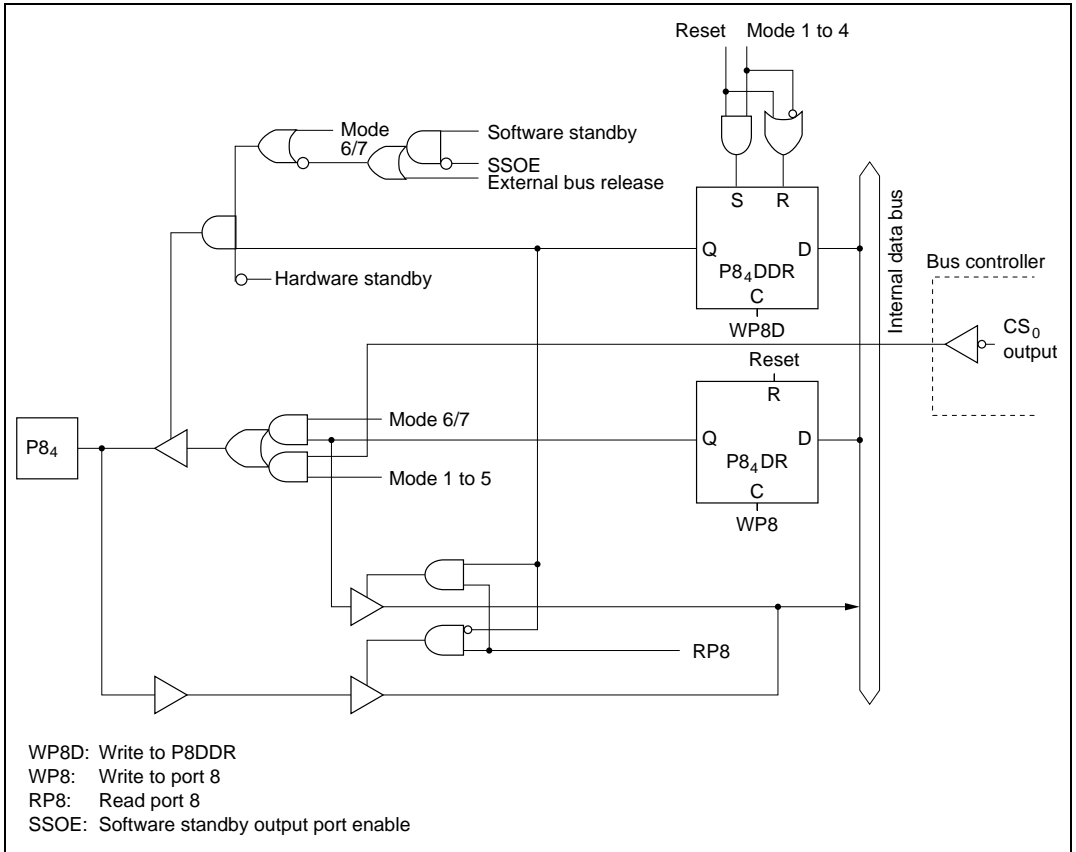 Reset Mode 1 to 4
Mode
6/7
Software standby
SSOE
External bus release
S R
Q D
P8₄DDR
C
WP8D
Hardware standby
Internal data bus
Bus controller
CS₀
output
Reset
R
Q D
P8₄DR
C
WP8
Mode 6/7
P8₄
Mode 1 to 5
RP8
WP8D: Write to P8DDR
WP8: Write to port 8
RP8: Read port 8
SSOE: Software standby output port enable